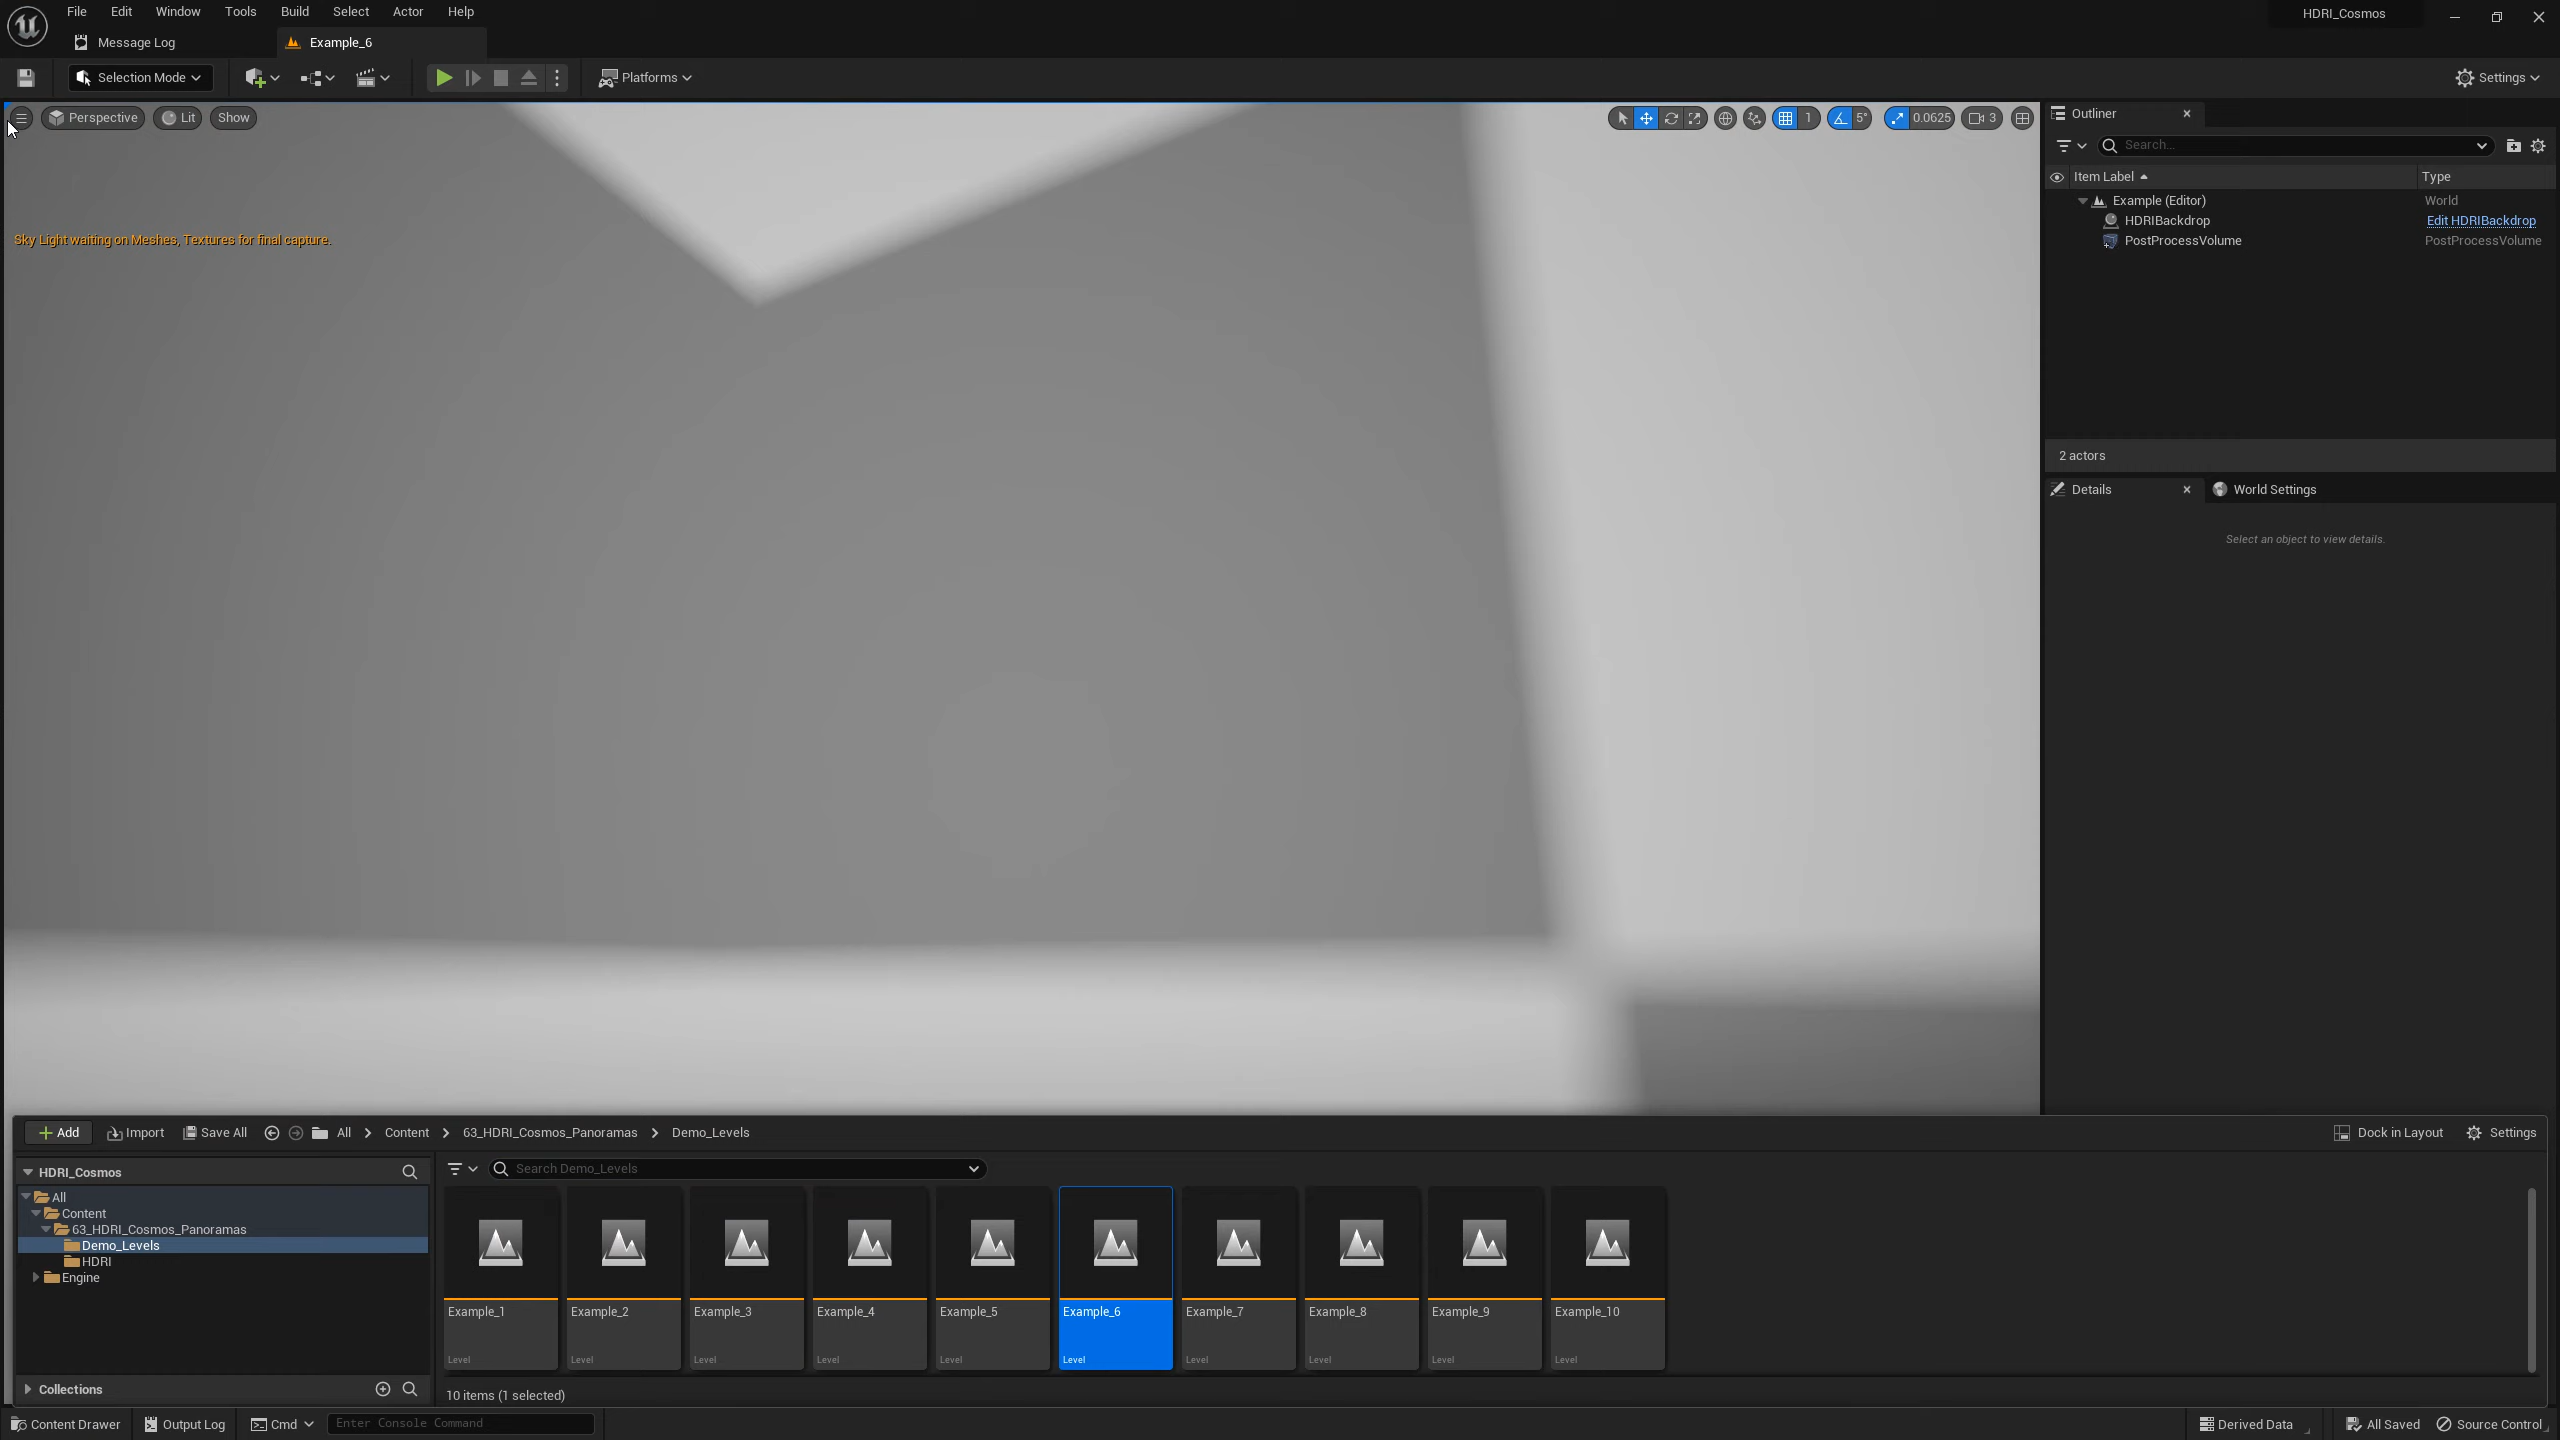 File Edit Window Tools Build Select Actor Help
HDRI_Cosmos
Message Log
Example_6
Selection Mode
Platforms
Settings
Perspective
Lit
Show
1
5°
0.0625
3
Sky Light waiting on Meshes, Textures for final capture.
Outliner
Search...
Item Label
Type
Example (Editor)
World
HDRIBackdrop
Edit HDRIBackdrop
PostProcessVolume
PostProcessVolume
2 actors
Details
World Settings
Select an object to view details.
Add
Import
Save All
All
Content
63_HDRI_Cosmos_Panoramas
Demo_Levels
Dock in Layout
Settings
HDRI_Cosmos
All
Content
63_HDRI_Cosmos_Panoramas
Demo_Levels
HDRI
Engine
Collections
Search Demo_Levels
Example_1
Level
Example_2
Level
Example_3
Level
Example_4
Level
Example_5
Level
Example_6
Level
Example_7
Level
Example_8
Level
Example_9
Level
Example_10
Level
10 items (1 selected)
Content Drawer
Output Log
Cmd
Enter Console Command
Derived Data
All Saved
Source Control